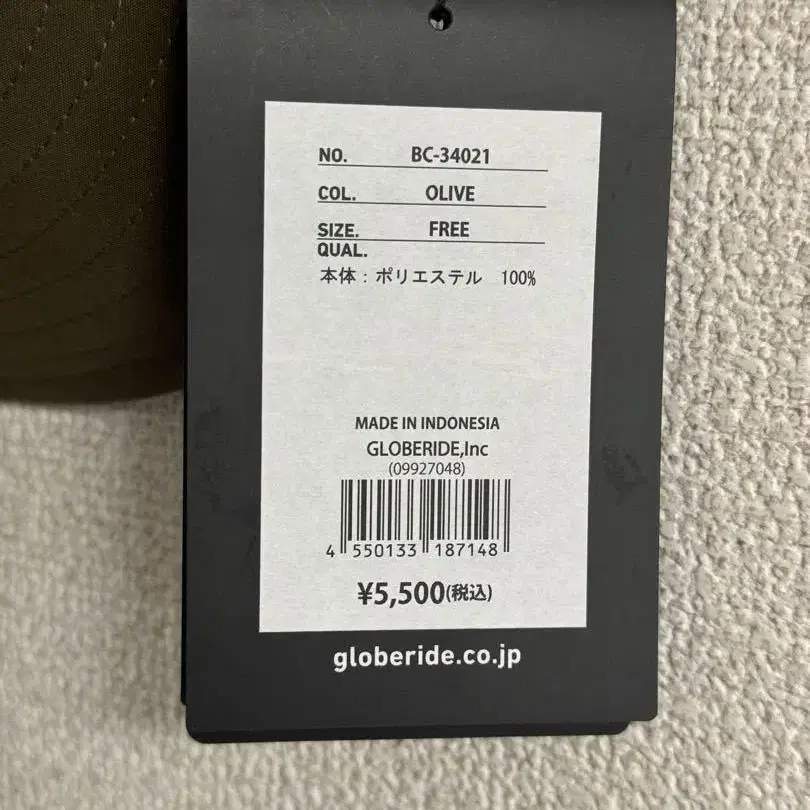 NO. BC-34021
COL. OLIVE
SIZE. FREE
QUAL.
本体：ポリエステル 100%
MADE IN INDONESIA
GLOBERIDE,Inc
(09927048)
4 550133 187148
¥5,500(税込)
globeride.co.jp